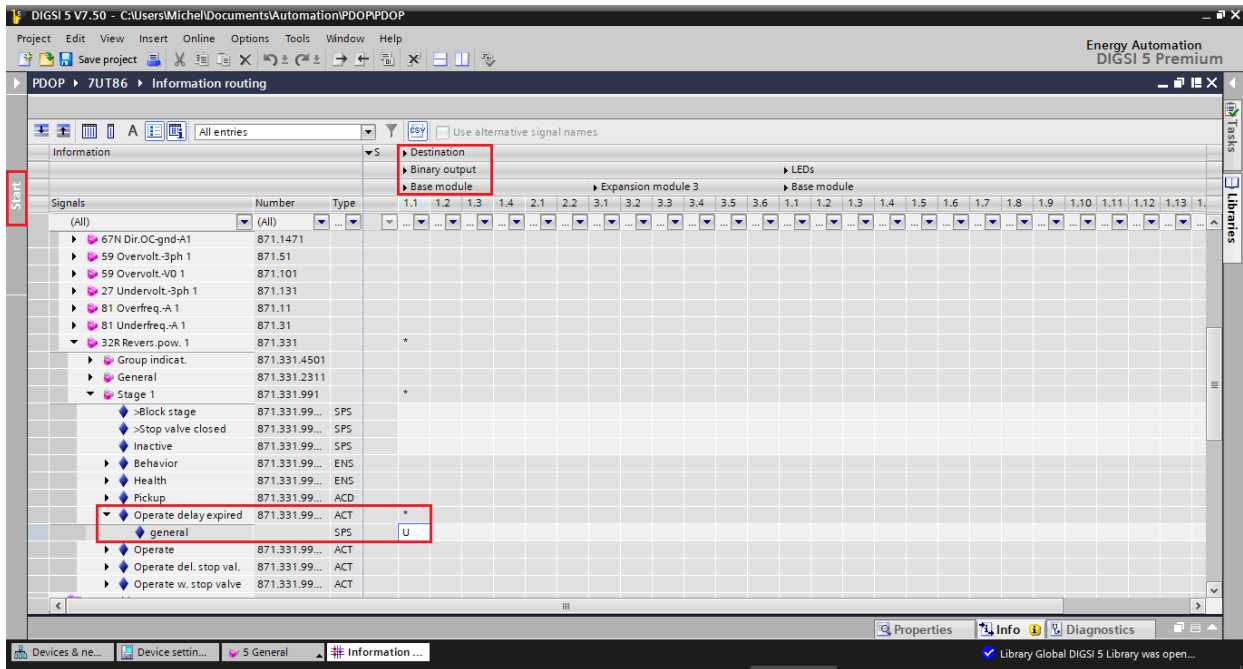 DIGSI 5 V7.50 - C:\Users\Michel\Documents\Automation\PDOP\PDOP
Project Edit View Insert Online Options Tools Window Help
Energy Automation
DIGSI 5 Premium
Save project
PDOP 7UT86 Information routing
All entries
CSV
Use alternative signal names
Tasks
Libraries
Start
Information S Destination
Binary output LEDs
Base module Expansion module 3 Base module
Signals Number Type 1.1 1.2 1.3 1.4 2.1 2.2 3.1 3.2 3.3 3.4 3.5 3.6 1.1 1.2 1.3 1.4 1.5 1.6 1.7 1.8 1.9 1.10 1.11 1.12 1.13 1.
(All) (All) ... ... ... ... ... ... ... ... ... ... ... ... ... ... ... ... ... ... ... ... ... ... ... ... ... ... ...
67N Dir.OC-gnd-A1 871.1471
59 Overvolt.-3ph 1 871.51
59 Overvolt.-V0 1 871.101
27 Undervolt.-3ph 1 871.131
81 Overfreq.-A 1 871.11
81 Underfreq.-A 1 871.31
32R Revers.pow. 1 871.331 *
Group indicat. 871.331.4501
General 871.331.2311
Stage 1 871.331.991 *
>Block stage 871.331.99... SPS
>Stop valve closed 871.331.99... SPS
Inactive 871.331.99... SPS
Behavior 871.331.99... ENS
Health 871.331.99... ENS
Pickup 871.331.99... ACD
Operate delay expired 871.331.99... ACT *
general SPS U
Operate 871.331.99... ACT
Operate del. stop val. 871.331.99... ACT
Operate w. stop valve 871.331.99... ACT
Properties Info Diagnostics
Devices & ne... Device settin... 5 General Information ... Library Global DIGSI 5 Library was open...